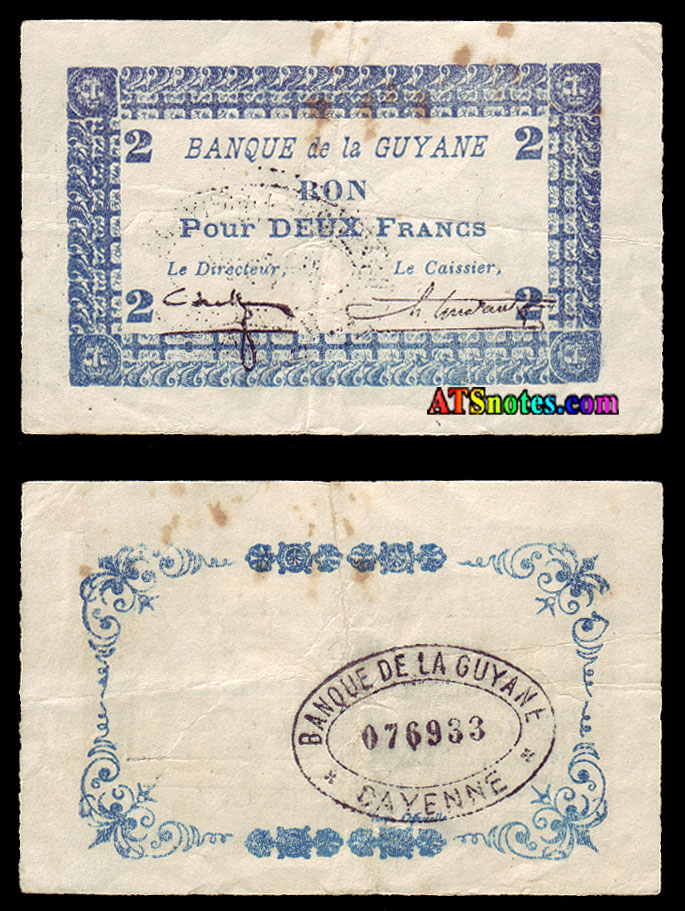 2 BANQUE de la GUYANE 2
BON
POUR DEUX FRANCS
Le Directeur, Le Caissier,
2 2
ATSnotes.com
BANQUE DE LA GUYANE
076933
* CAYENNE *